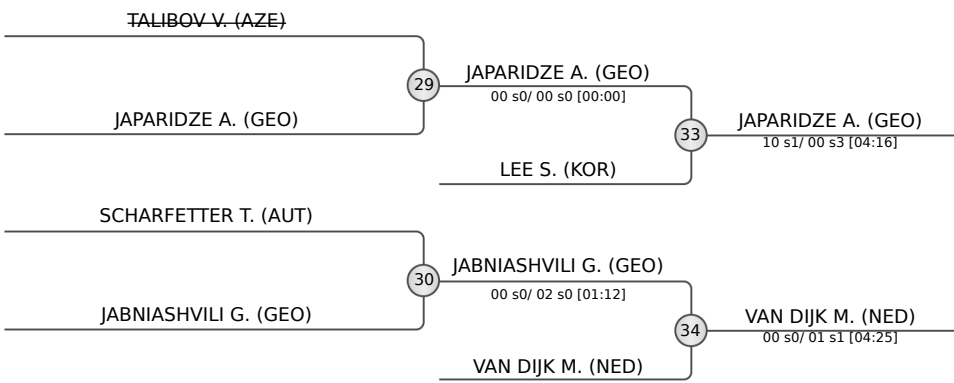 TALIBOV V. (AZE)
29
JAPARIDZE A. (GEO)
00 s0/ 00 s0 [00:00]
JAPARIDZE A. (GEO)
33
JAPARIDZE A. (GEO)
10 s1/ 00 s3 [04:16]
LEE S. (KOR)
SCHARFETTER T. (AUT)
30
JABNIASHVILI G. (GEO)
00 s0/ 02 s0 [01:12]
JABNIASHVILI G. (GEO)
34
VAN DIJK M. (NED)
00 s0/ 01 s1 [04:25]
VAN DIJK M. (NED)